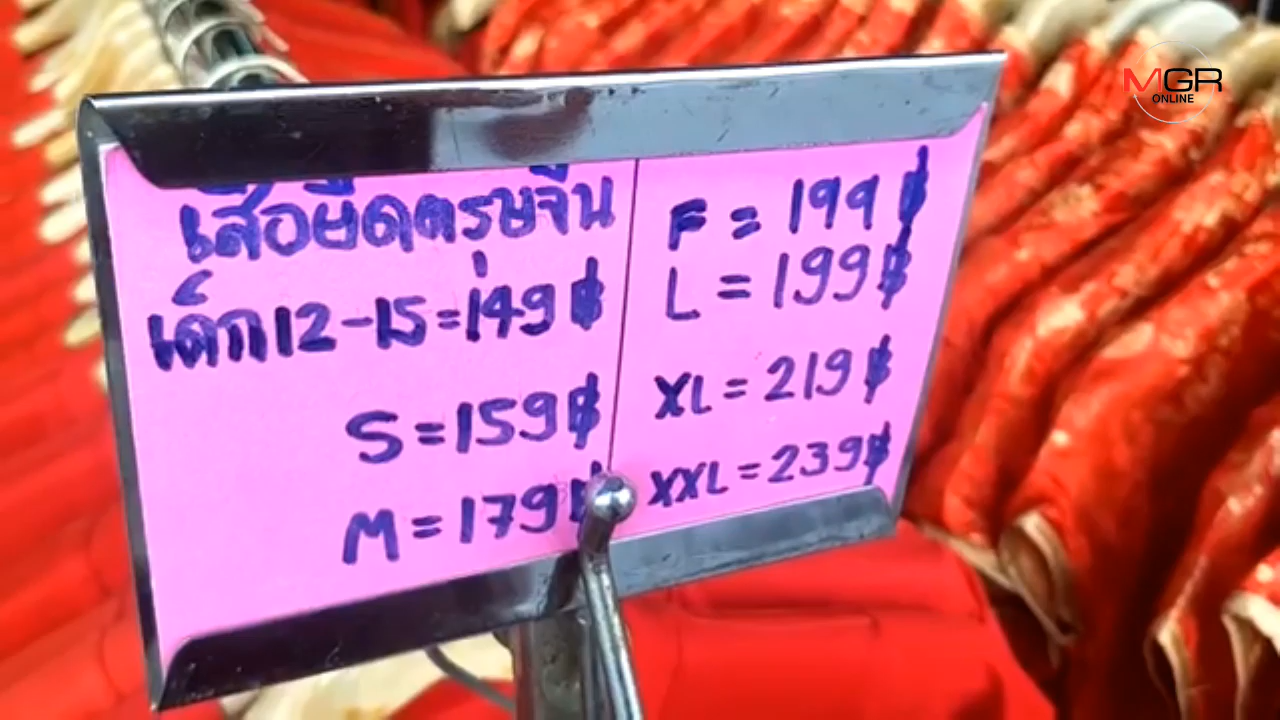 เสื้อยืดตรุษจีน
เด็ก12-15=149฿
S=159฿
M=179฿
F=199฿
L=199฿
XL=219฿
XXL=239฿
MGR
ONLINE